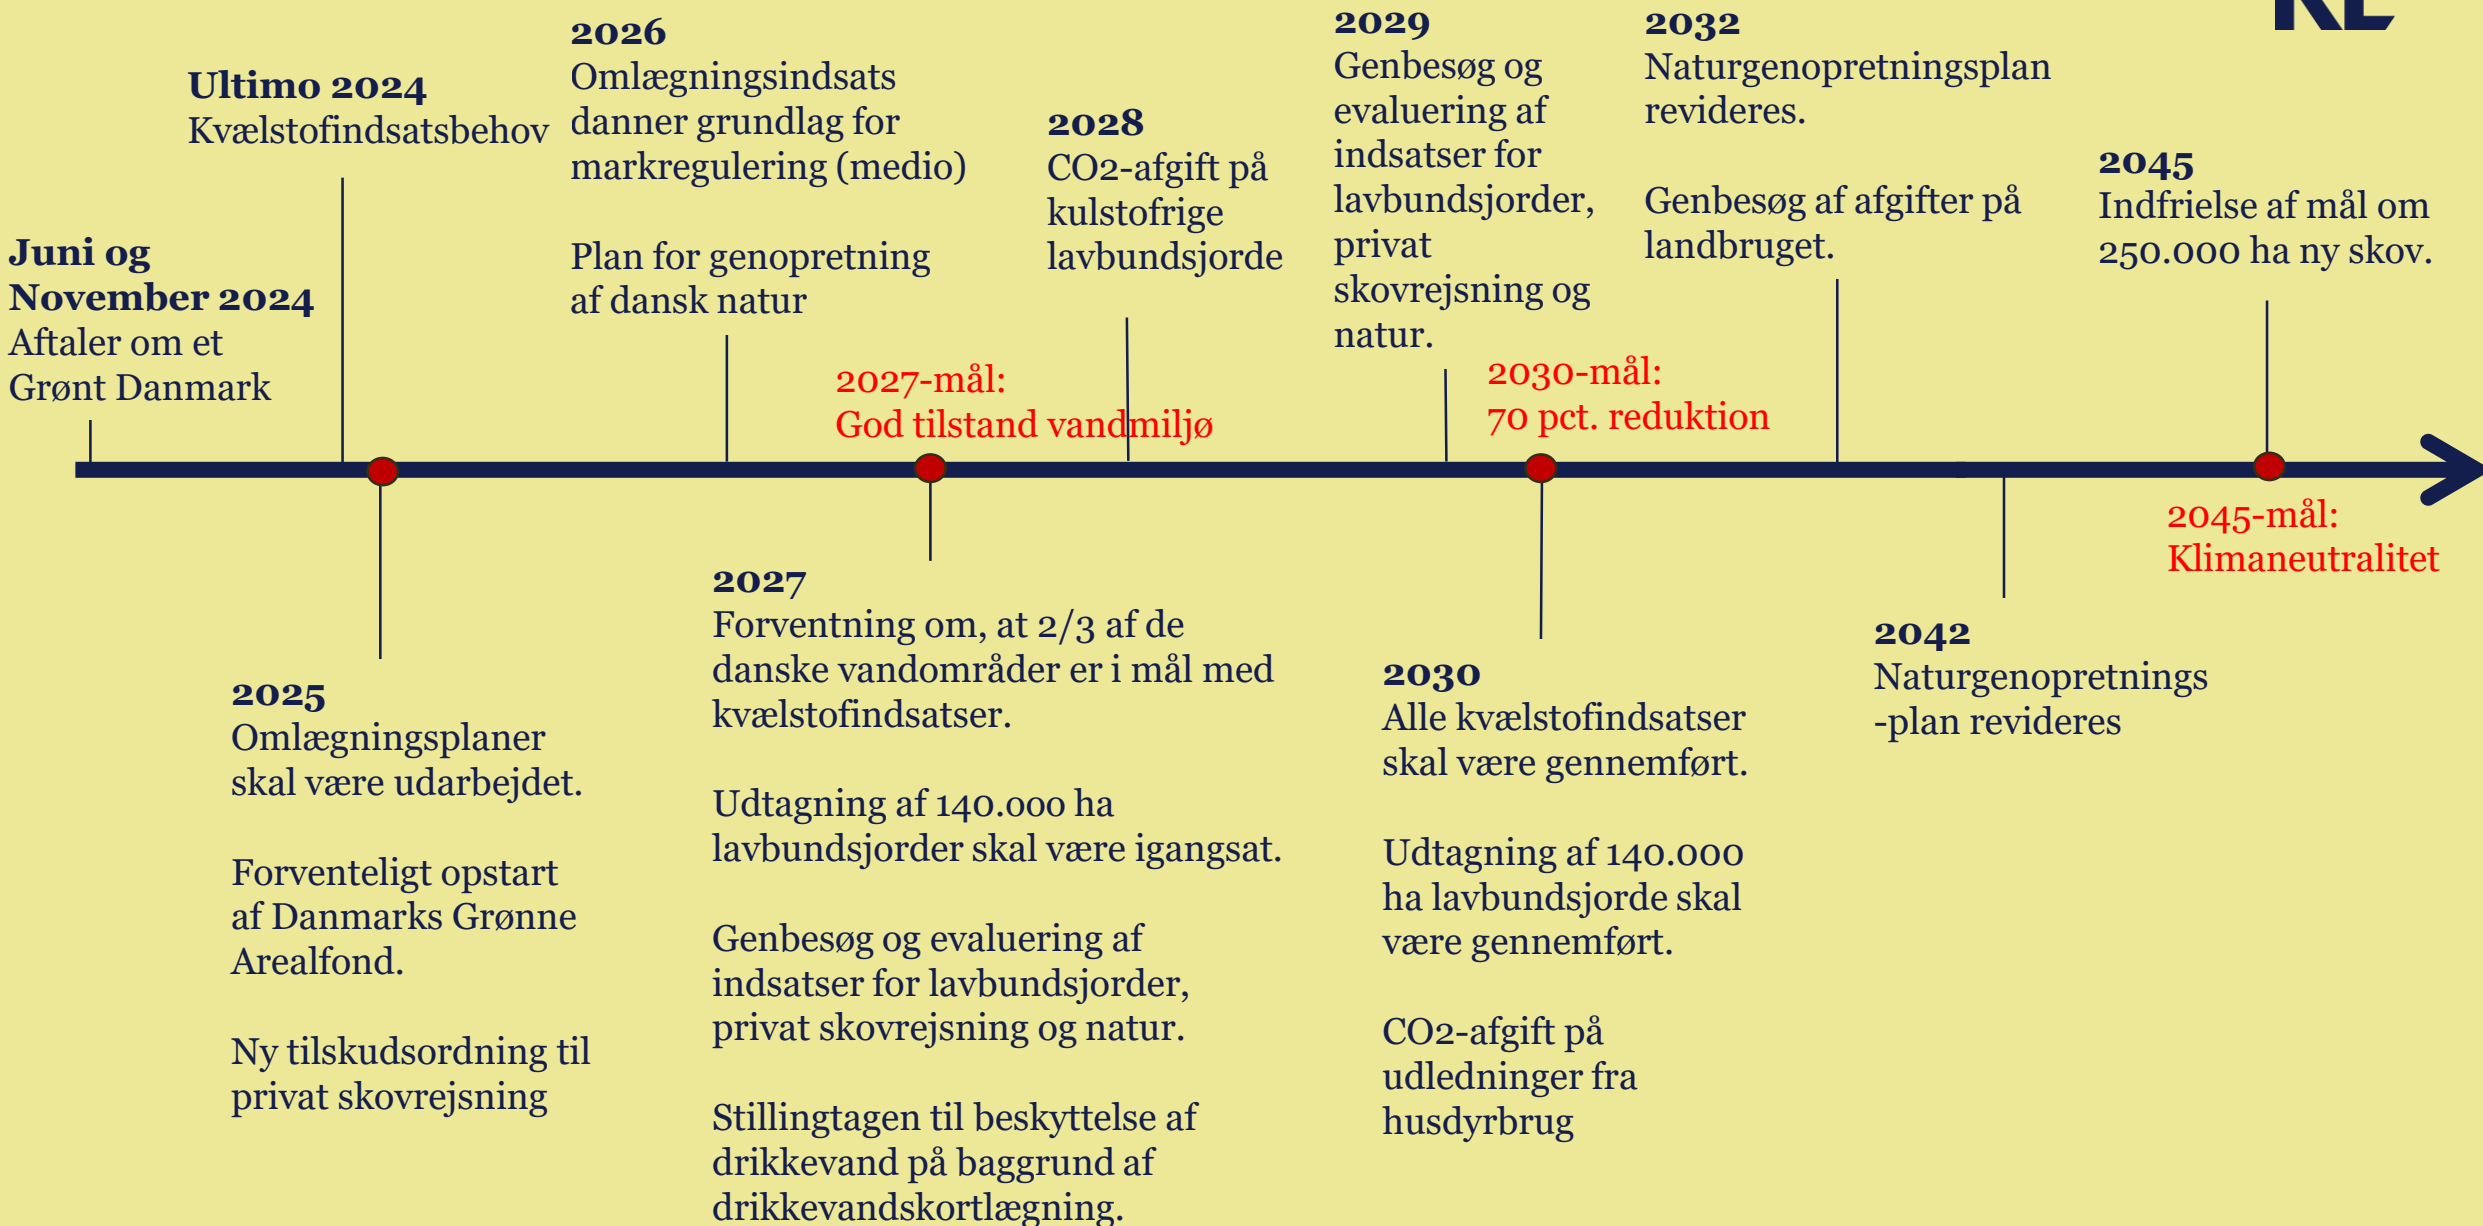 KL
Juni og
November 2024
Aftaler om et
Grønt Danmark
Ultimo 2024
Kvælstofindsatsbehov
2026
Omlægningsindsats
danner grundlag for
markregulering (medio)
Plan for genopretning
af dansk natur
2027-mål:
God tilstand vandmiljø
2028
CO2-afgift på
kulstofrige
lavbundsjorde
2029
Genbesøg og
evaluering af
indsatser for
lavbundsjorder,
privat
skovrejsning og
natur.
2030-mål:
70 pct. reduktion
2032
Naturgenopretningsplan
revideres.
Genbesøg af afgifter på
landbruget.
2045
Indfrielse af mål om
250.000 ha ny skov.
2045-mål:
Klimaneutralitet
2025
Omlægningsplaner
skal være udarbejdet.
Forventeligt opstart
af Danmarks Grønne
Arealfond.
Ny tilskudsordning til
privat skovrejsning
2027
Forventning om, at 2/3 af de
danske vandområder er i mål med
kvælstofindsatser.
Udtagning af 140.000 ha
lavbundsjorder skal være igangsat.
Genbesøg og evaluering af
indsatser for lavbundsjorder,
privat skovrejsning og natur.
Stillingtagen til beskyttelse af
drikkevand på baggrund af
drikkevandskortlægning.
2030
Alle kvælstofindsatser
skal være gennemført.
Udtagning af 140.000
ha lavbundsjorde skal
være gennemført.
CO2-afgift på
udledninger fra
husdyrbrug
2042
Naturgenopretnings
-plan revideres